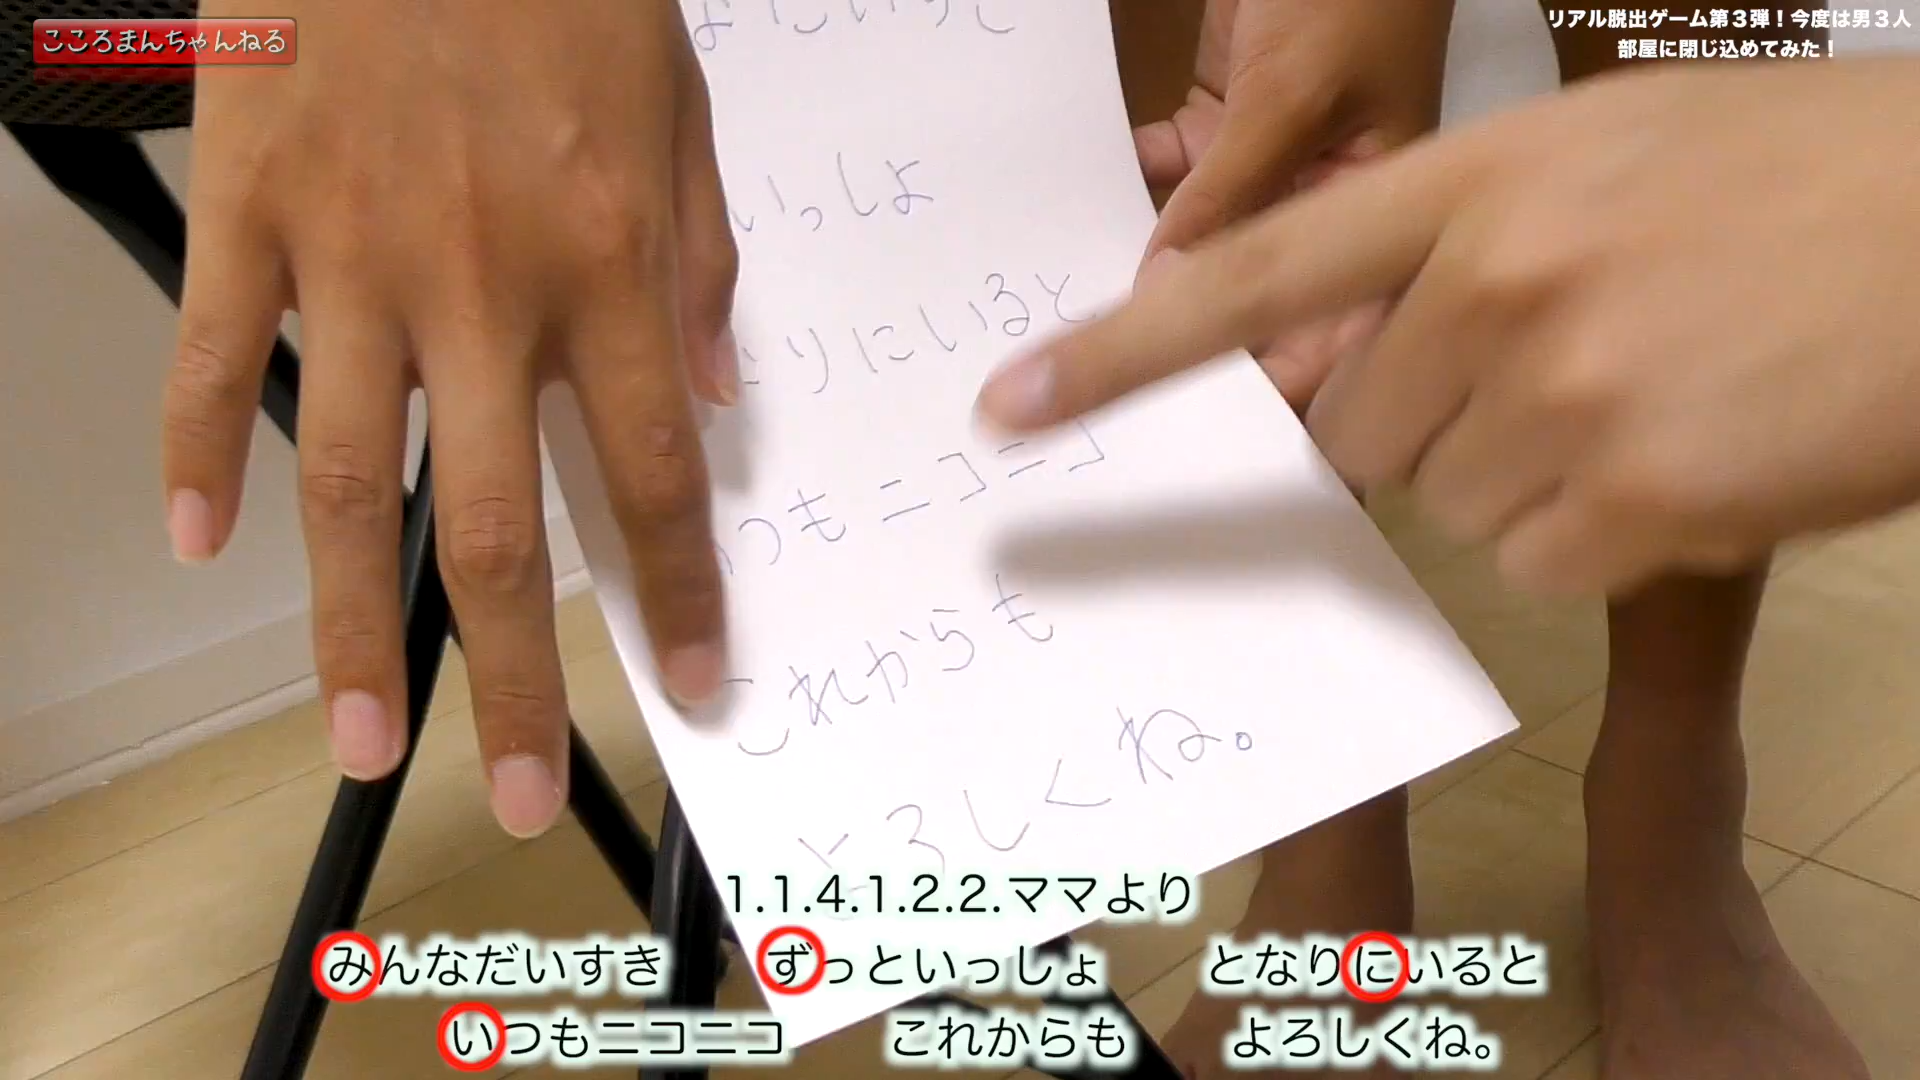 こころまんちゃんねる
リアル脱出ゲーム第3弾!今度は男3人
部屋に閉じ込めてみた!
いっしょ
りにいると
つもニコニコ
これからも
よろしくね。
1.1.4.1.2.2.ママより
みんなだいすき ずっといっしょ となりにいると
いつもニコニコ これからも よろしくね。